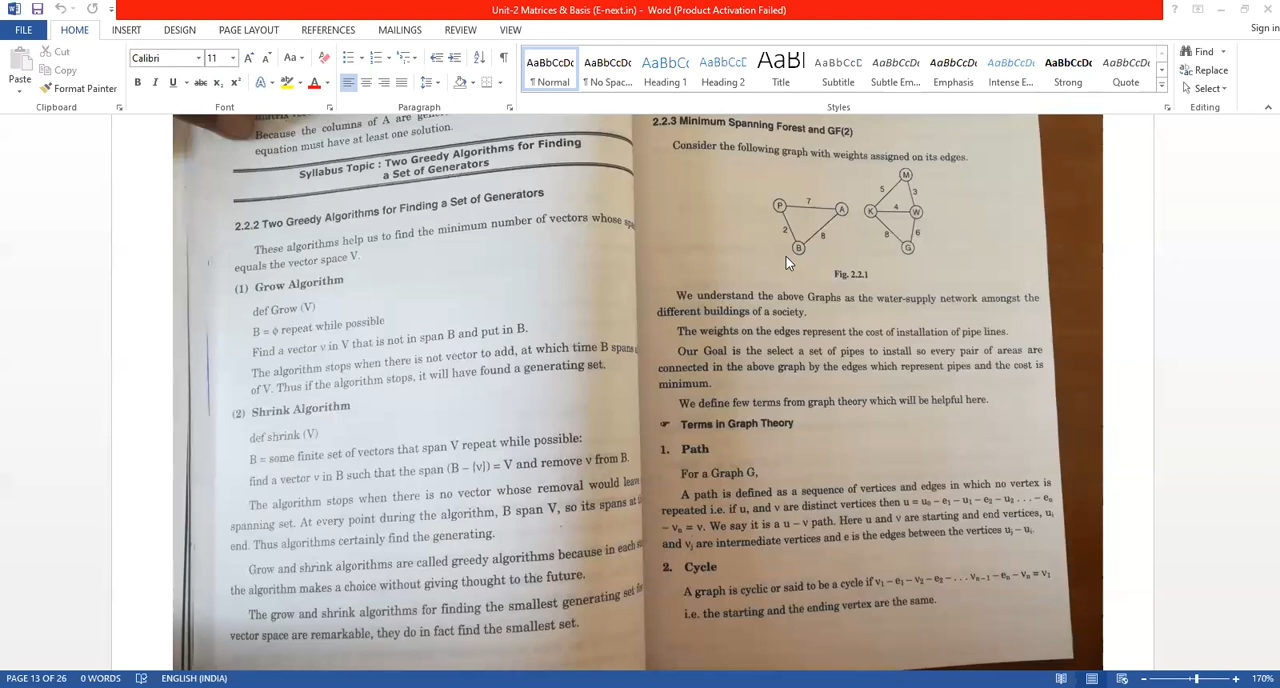 Unit-2 Matrices & Basis (E-next.in) - Word (Product Activation Failed)
Sign in
FILE HOME INSERT DESIGN PAGE LAYOUT REFERENCES MAILINGS REVIEW VIEW
Paste
Cut
Copy
Format Painter
Clipboard
Calibri 11
Font
Paragraph
AaBbCcDc AaBbCcDc AaBbCc AaBbCc AaBl AaBbCcD AaBbCcDc AaBbCcDc AaBbCcDc AaBbCcDc AaBbCcDc
¶ Normal ¶ No Spac... Heading 1 Heading 2 Title Subtitle Subtle Em... Emphasis Intense E... Strong Quote
Styles
Find
Replace
Select
Editing
Because the columns of A are
equation must have at least one solution.
Syllabus Topic : Two Greedy Algorithms for Finding
a Set of Generators
2.2.2 Two Greedy Algorithms for Finding a Set of Generators
These algorithms help us to find the minimum number of vectors whose
equals the vector space V.
(1) Grow Algorithm
def Grow (V)
B = ϕ repeat while possible
Find a vector v in V that is not in span B and put in B.
The algorithm stops when there is not vector to add, at which time B spans
of V. Thus if the algorithm stops, it will have found a generating set.
(2) Shrink Algorithm
def shrink (V)
B = some finite set of vectors that span V repeat while possible:
find a vector v in B such that the span (B – {v}) = V and remove v from B.
The algorithm stops when there is no vector whose removal would leave
spanning set. At every point during the algorithm, B span V, so its spans at
end. Thus algorithms certainly find the generating.
Grow and shrink algorithms are called greedy algorithms because in each
the algorithm makes a choice without giving thought to the future.
The grow and shrink algorithms for finding the smallest generating set
vector space are remarkable, they do in fact find the smallest set.
2.2.3 Minimum Spanning Forest and GF(2)
Consider the following graph with weights assigned on its edges.
P 7 A 2 8 B
M 5 3 K 4 W 8 6 G
Fig. 2.2.1
We understand the above Graphs as the water-supply network amongst the
different buildings of a society.
The weights on the edges represent the cost of installation of pipe lines.
Our Goal is the select a set of pipes to install so every pair of areas are
connected in the above graph by the edges which represent pipes and the cost is
minimum.
We define few terms from graph theory which will be helpful here.
☞ Terms in Graph Theory
1. Path
For a Graph G,
A path is defined as a sequence of vertices and edges in which no vertex is
repeated i.e. if u, and v are distinct vertices then u = u₀ – e₁ – u₁ – e₂ – u₂ . . . – eₙ
– vₙ = v. We say it is a u – v path. Here u and v are starting and end vertices, uᵢ
and vⱼ are intermediate vertices and e is the edges between the vertices
2. Cycle
A graph is cyclic or said to be a cycle if v₁ – e₁ – v₂ – e₂ – . . . vₙ₋₁ – eₙ – vₙ = v₁
i.e. the starting and the ending vertex are the same.
PAGE 13 OF 26 0 WORDS ENGLISH (INDIA) 170%